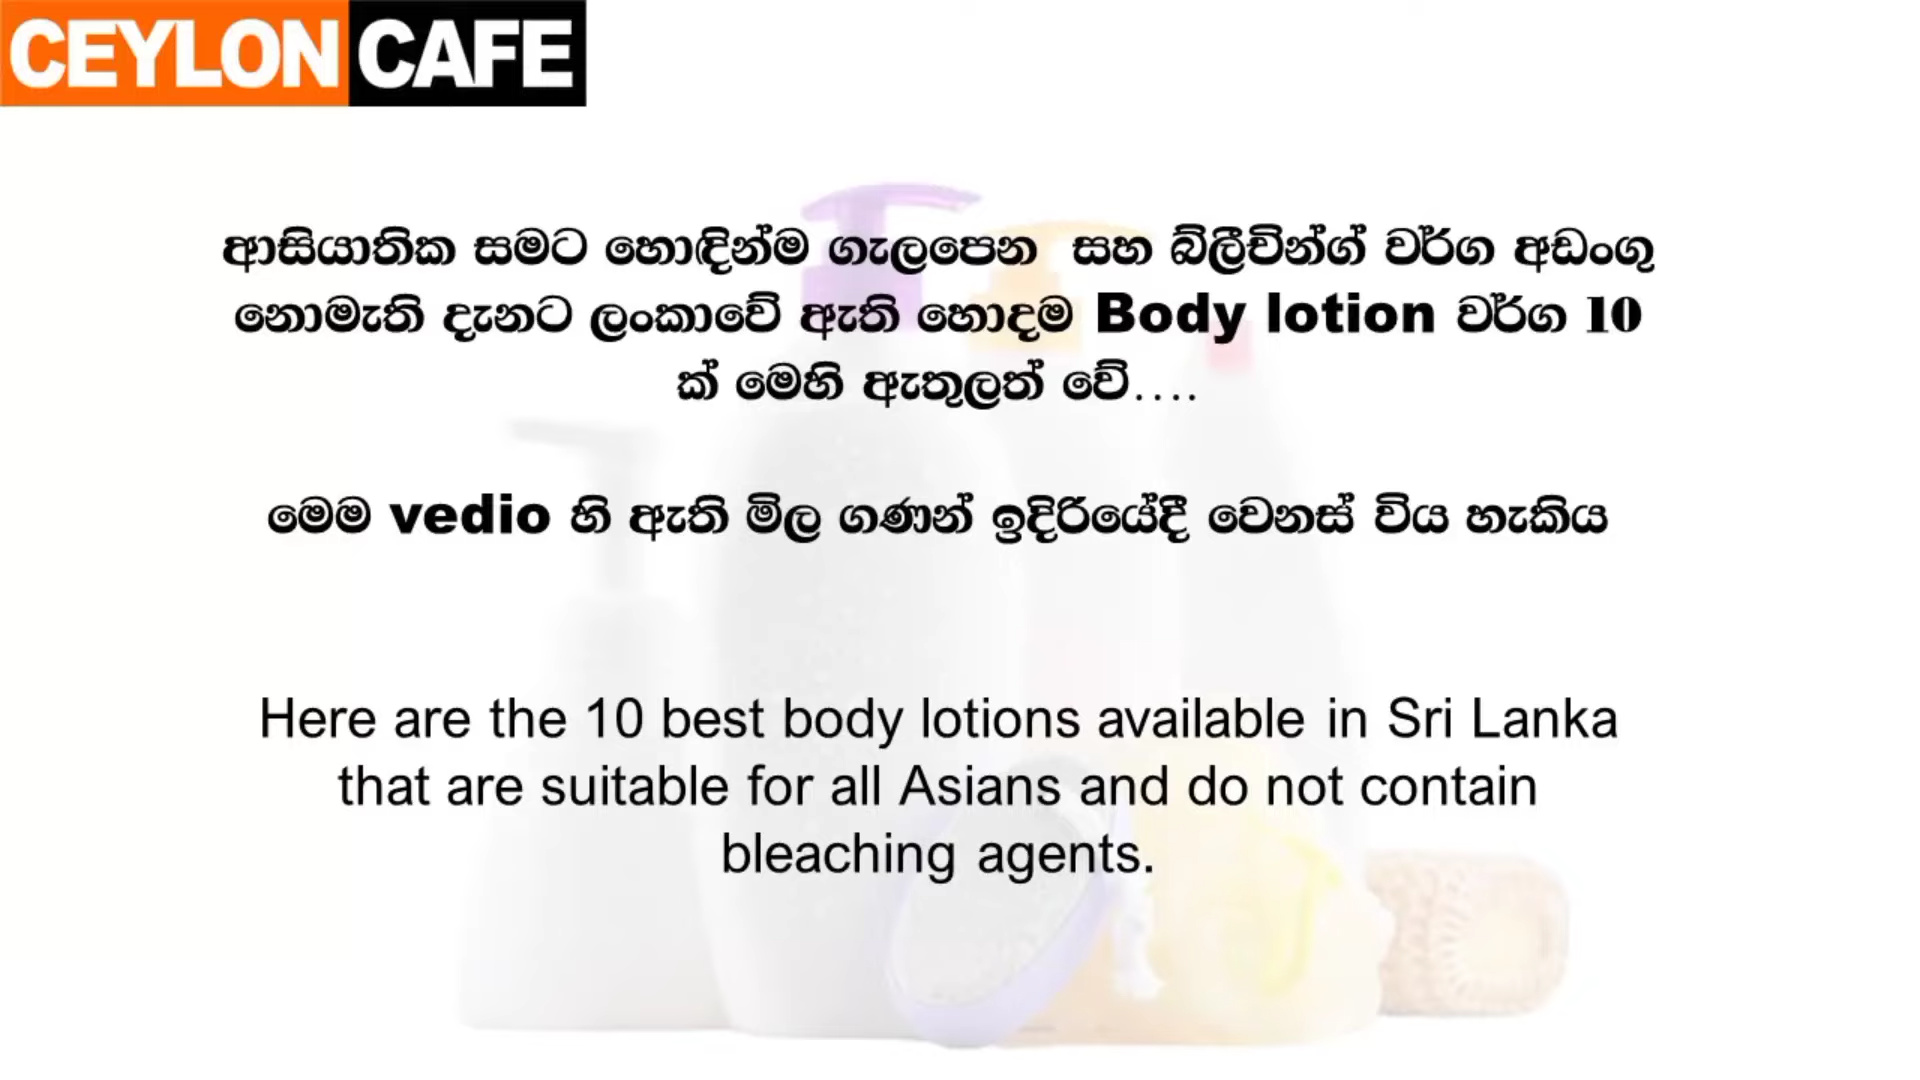 CEYLON CAFE
ආසියාතික සමට හොඳින්ම ගැලපෙන සහ බ්ලීචින්ග් වර්ග අඩංගු
නොමැති දැනට ලංකාවේ ඇති හොදම Body lotion වර්ග 10
ක් මෙහි ඇතුලත් වේ....
මෙම vedio හි ඇති මිල ගණන් ඉදිරියේදී වෙනස් විය හැකිය
Here are the 10 best body lotions available in Sri Lanka
that are suitable for all Asians and do not contain
bleaching agents.